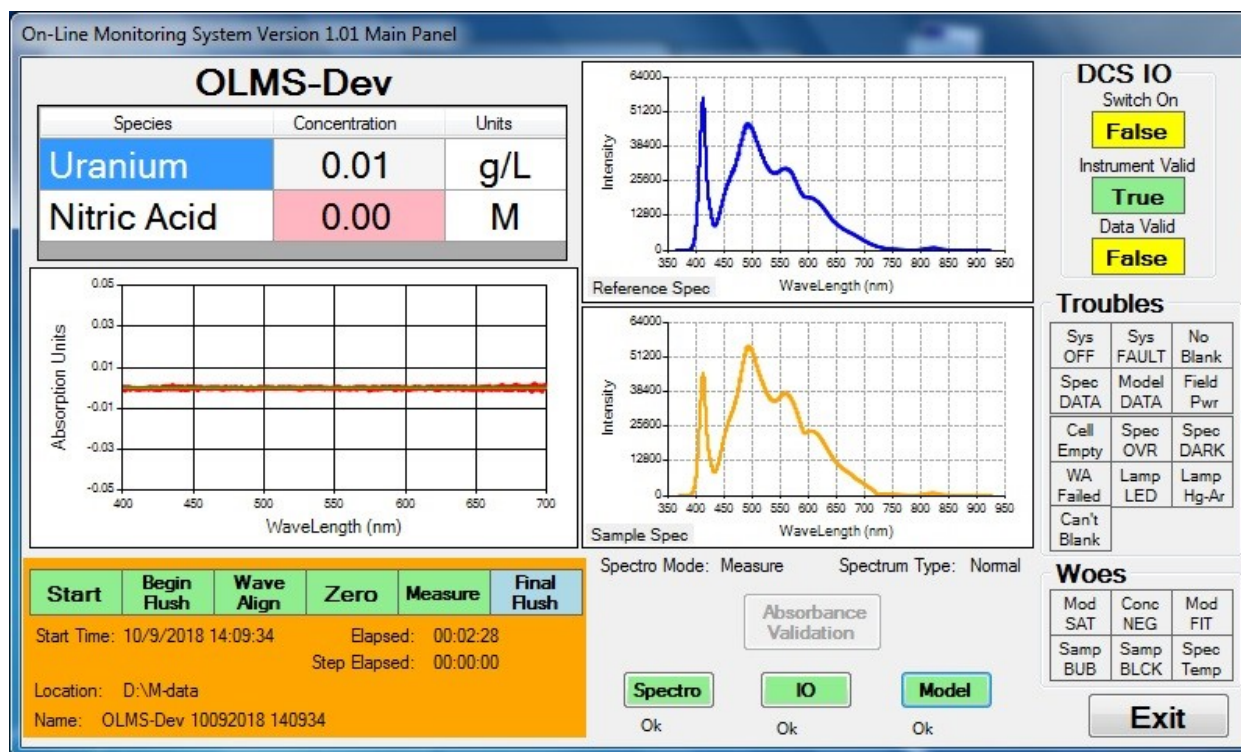 On-Line Monitoring System Version 1.01 Main Panel
OLMS-Dev
Species Concentration Units
Uranium 0.01 g/L
Nitric Acid 0.00 M
0.05
0.03
0.01
-0.01
-0.03
-0.05
Absorption Units
400 450 500 550 600 650 700
WaveLength (nm)
64000
51200
38400
25600
12800
0
Intensity
350 400 450 500 550 600 650 700 750 800 850 900 950
Reference Spec WaveLength (nm)
64000
51200
38400
25600
12800
0
Intensity
350 400 450 500 550 600 650 700 750 800 850 900 950
Sample Spec WaveLength (nm)
DCS IO
Switch On
False
Instrument Valid
True
Data Valid
False
Troubles
Sys OFF
Sys FAULT
No Blank
Spec DATA
Model DATA
Field Pwr
Cell Empty
Spec OVR
Spec DARK
WA Failed
Lamp LED
Lamp Hg-Ar
Can't Blank
Woes
Mod SAT
Conc NEG
Mod FIT
Samp BUB
Samp BLCK
Spec Temp
Exit
Start
Begin Flush
Wave Align
Zero
Measure
Final Flush
Start Time: 10/9/2018 14:09:34 Elapsed: 00:02:28
Step Elapsed: 00:00:00
Location: D:\M-data
Name: OLMS-Dev 10092018 140934
Spectro Mode: Measure Spectrum Type: Normal
Absorbance
Validation
Spectro IO Model
Ok Ok Ok